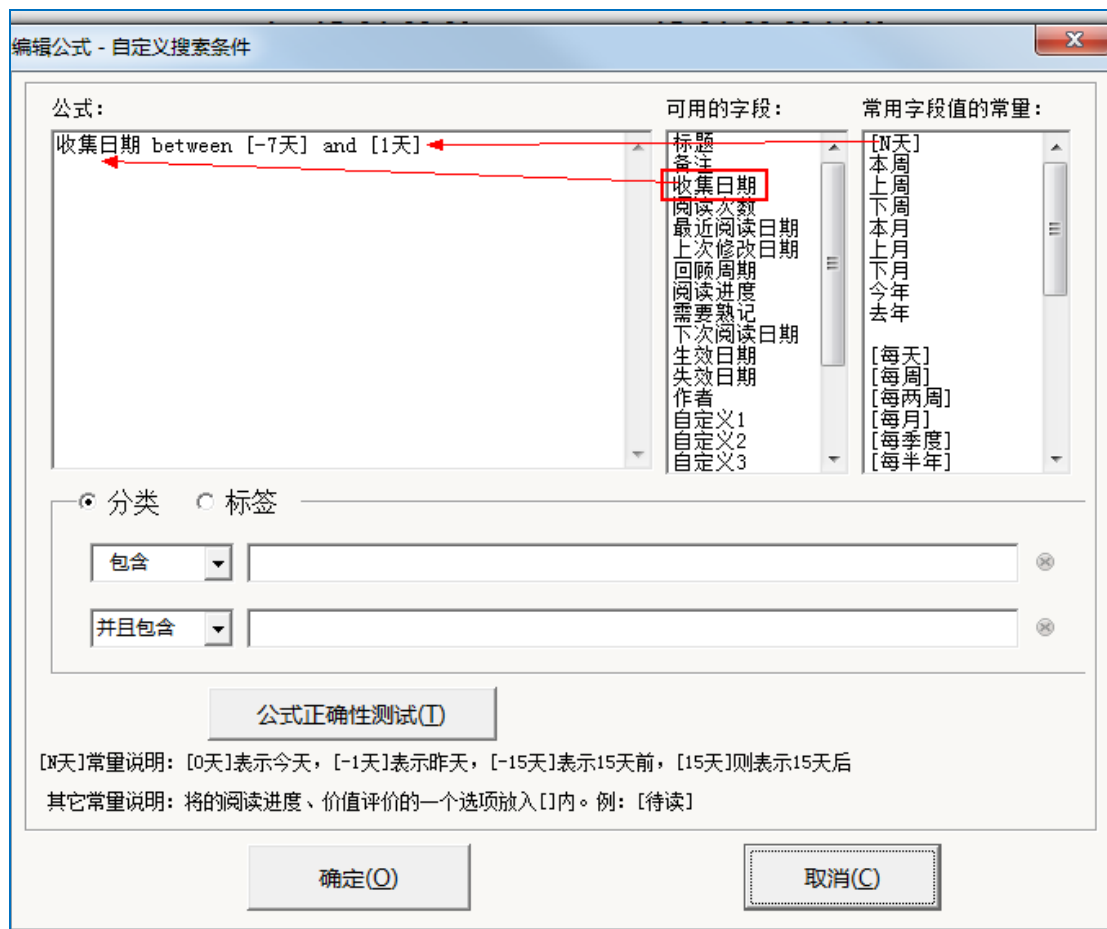 编辑公式 - 自定义搜索条件
公式:
可用的字段:
常用字段值的常量:
收集日期 between [-7天] and [1天]
标题
备注
收集日期
阅读次数
最近阅读日期
上次修改日期
回顾周期
阅读进度
需要熟记
下次阅读日期
生效日期
失效日期
作者
自定义1
自定义2
自定义3
[N天]
本周
上周
下周
本月
上月
下月
今年
去年
[每天]
[每周]
[每两周]
[每月]
[每季度]
[每半年]
分类 标签
包含
并且包含
公式正确性测试(T)
[N天]常量说明: [0天]表示今天, [-1天]表示昨天, [-15天]表示15天前, [15天]则表示15天后
其它常量说明: 将的阅读进度、价值评价的一个选项放入[]内。例: [待读]
确定(O)
取消(C)